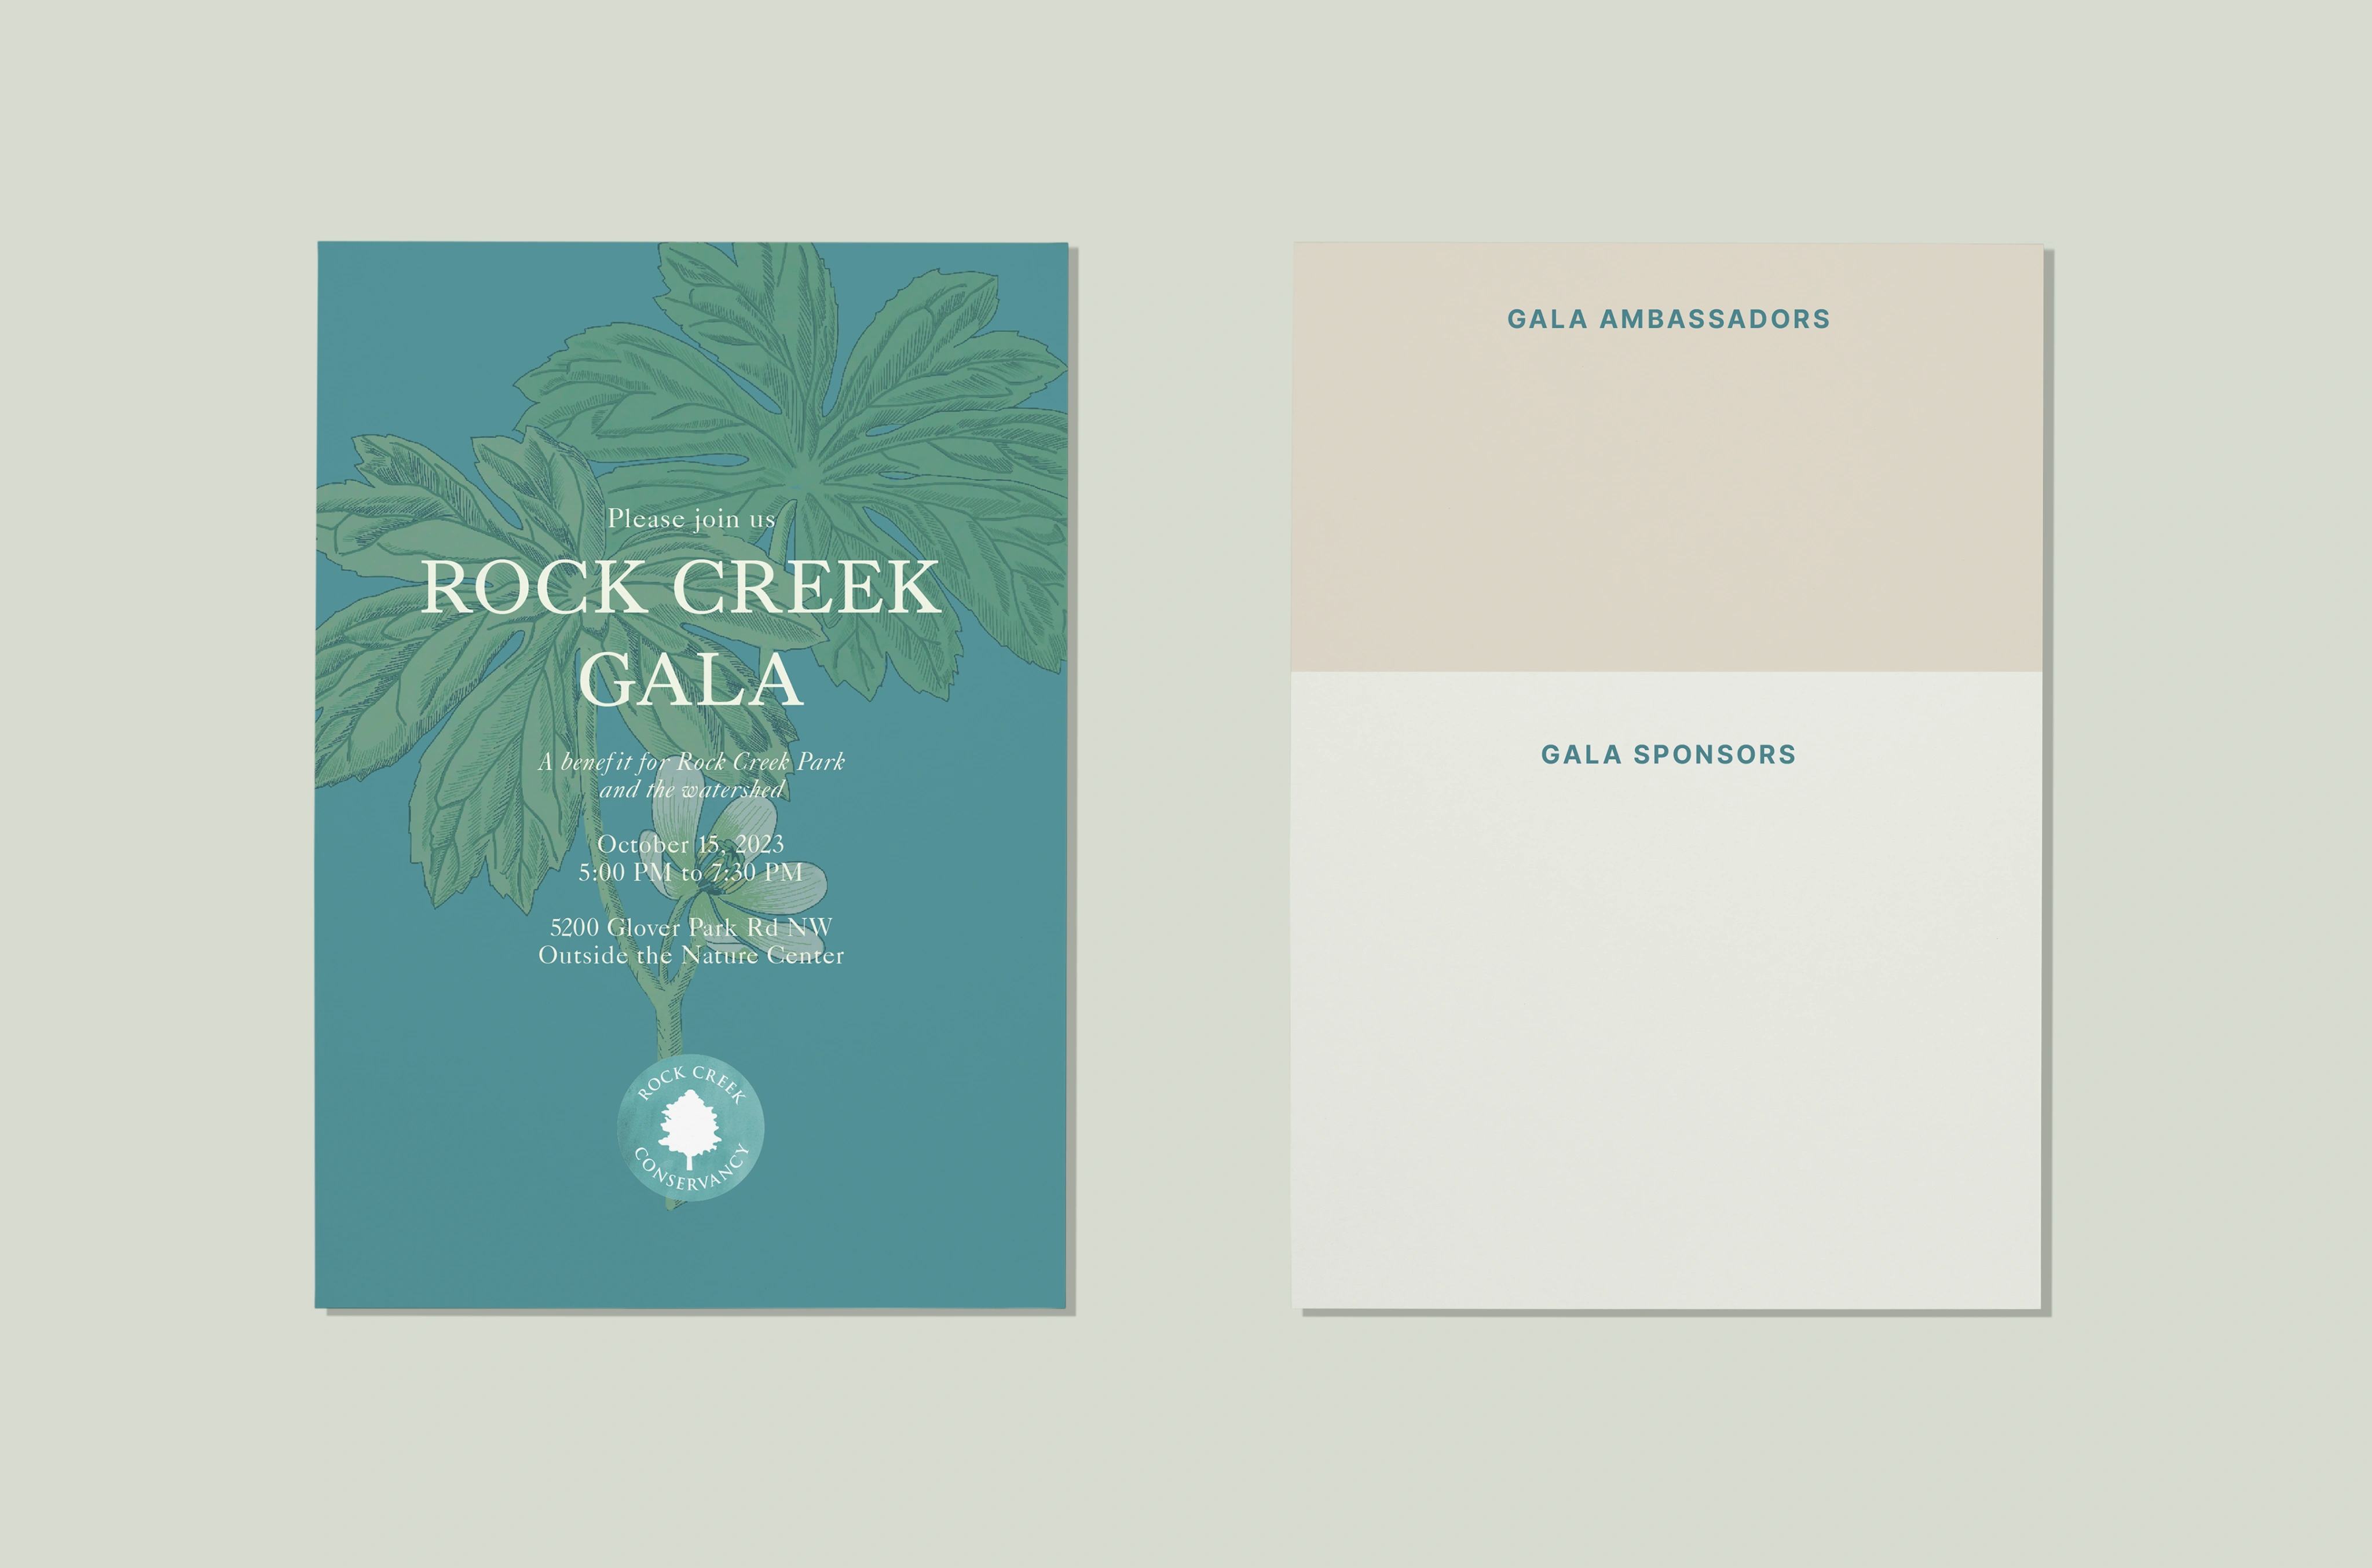 Please join us
ROCK CREEK
GALA
A benefit for Rock Creek Park
and the watershed
October 15, 2023
5:00 PM to 7:30 PM
5200 Glover Park Rd NW
Outside the Nature Center
ROCK CREEK
CONSERVANCY
GALA AMBASSADORS
GALA SPONSORS